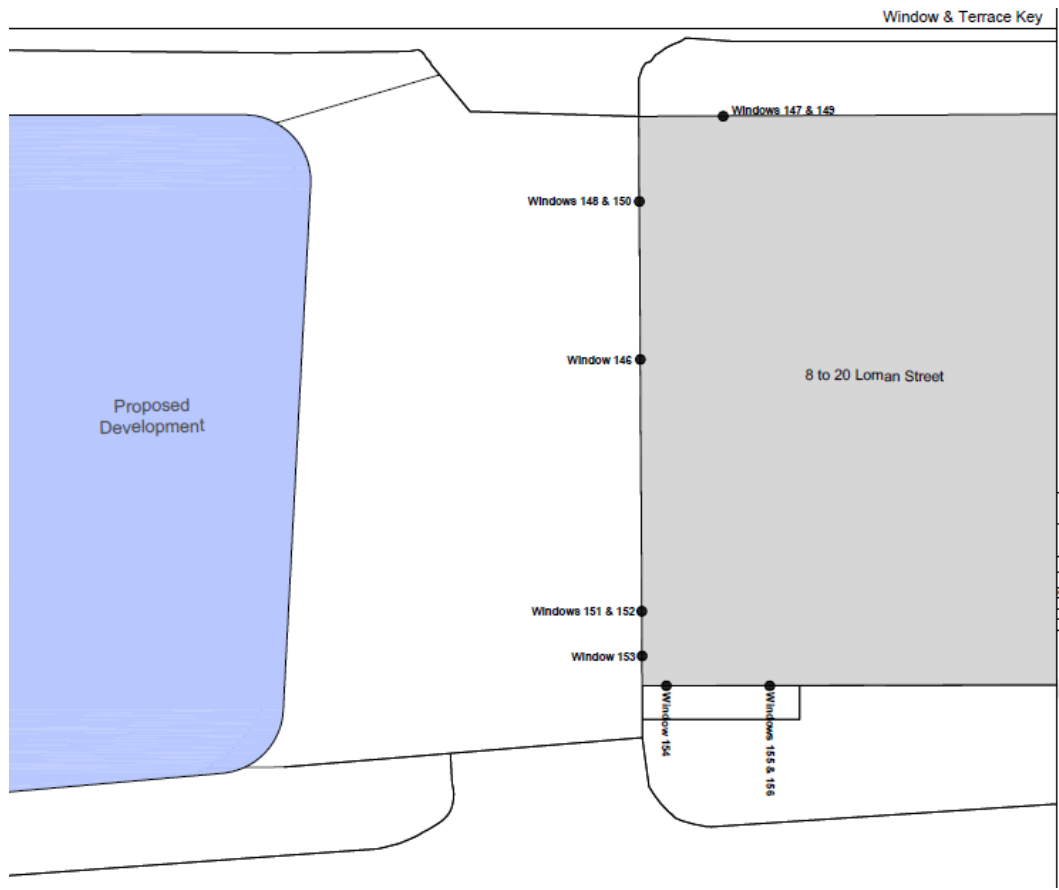 Window & Terrace Key
Windows 147 & 149
Windows 148 & 150
Window 146
8 to 20 Loman Street
Proposed
Development
Windows 151 & 152
Window 153
Window 154
Windows 155 & 156